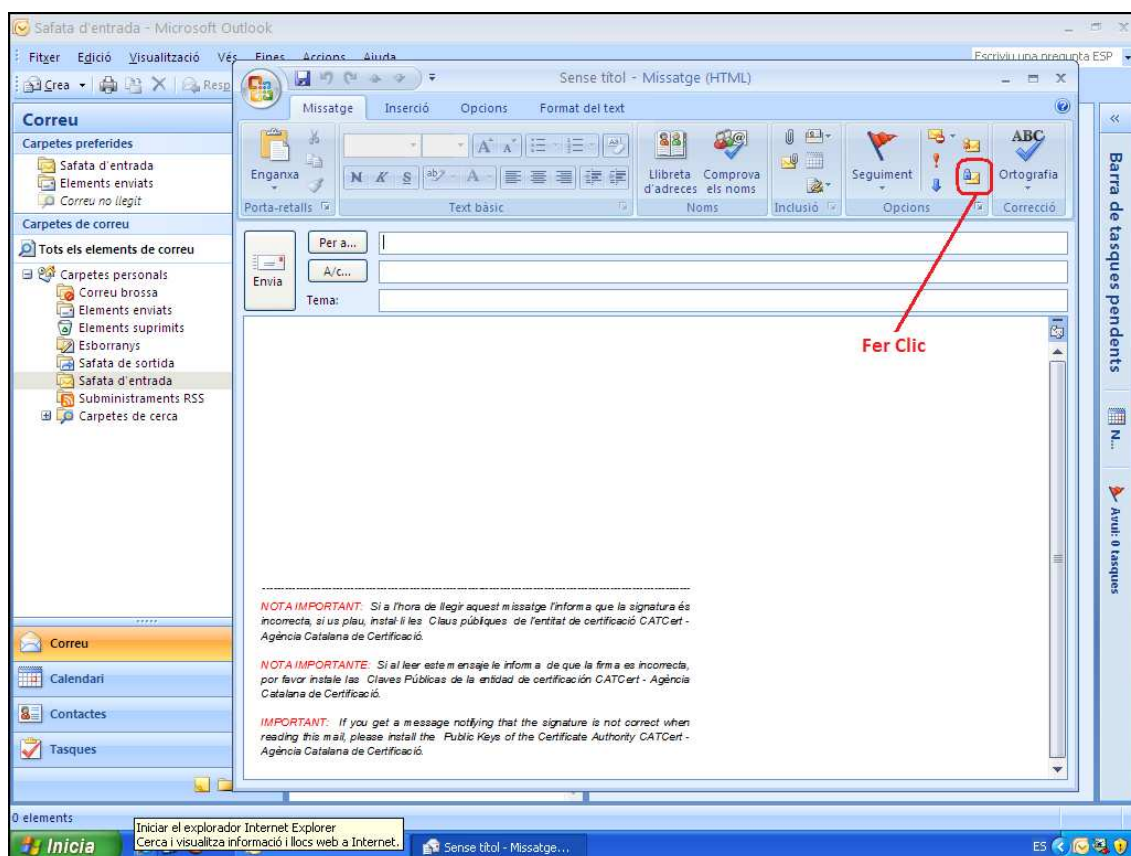 Safata d'entrada - Microsoft Outlook
Fitxer Edició Visualització Vés Eines Accions Ajuda
Escriviu una pregunta ESP
Crea Resp
Sense títol - Missatge (HTML)
Missatge Inserció Opcions Format del text
Enganxa
Porta-retalls
N K S
Text bàsic
Llibreta d'adreces
Comprova els noms
Noms
Inclusió
Seguiment
Opcions
ABC
Ortografia
Correcció
Correu
Carpetes preferides
Safata d'entrada
Elements enviats
Correu no llegit
Carpetes de correu
Tots els elements de correu
Carpetes personals
Correu brossa
Elements enviats
Elements suprimits
Esborranys
Safata de sortida
Safata d'entrada
Subministraments RSS
Carpetes de cerca
Envia
Per a...
A/c...
Tema:
Fer Clic
NOTA IMPORTANT: Si a l'hora de llegir aquest missatge l'informa que la signatura és
incorrecta, si us plau, instal·li les Claus públiques de l'entitat de certificació CATCert -
Agència Catalana de Certificació.
NOTA IMPORTANTE: Si al leer este mensaje le informa de que la firma es incorrecta,
por favor instale las Claves Públicas de la entidad de certificación CATCert - Agència
Catalana de Certificació.
IMPORTANT: If you get a message notifying that the signature is not correct when
reading this mail, please install the Public Keys of the Certificate Authority CATCert -
Agència Catalana de Certificació.
Barra de tasques pendents
N...
Avui: 0 tasques
Correu
Calendari
Contactes
Tasques
0 elements
Iniciar el explorador Internet Explorer
Cerca i visualitza informació i llocs web a Internet.
Inicia
Sense títol - Missatge...
ES